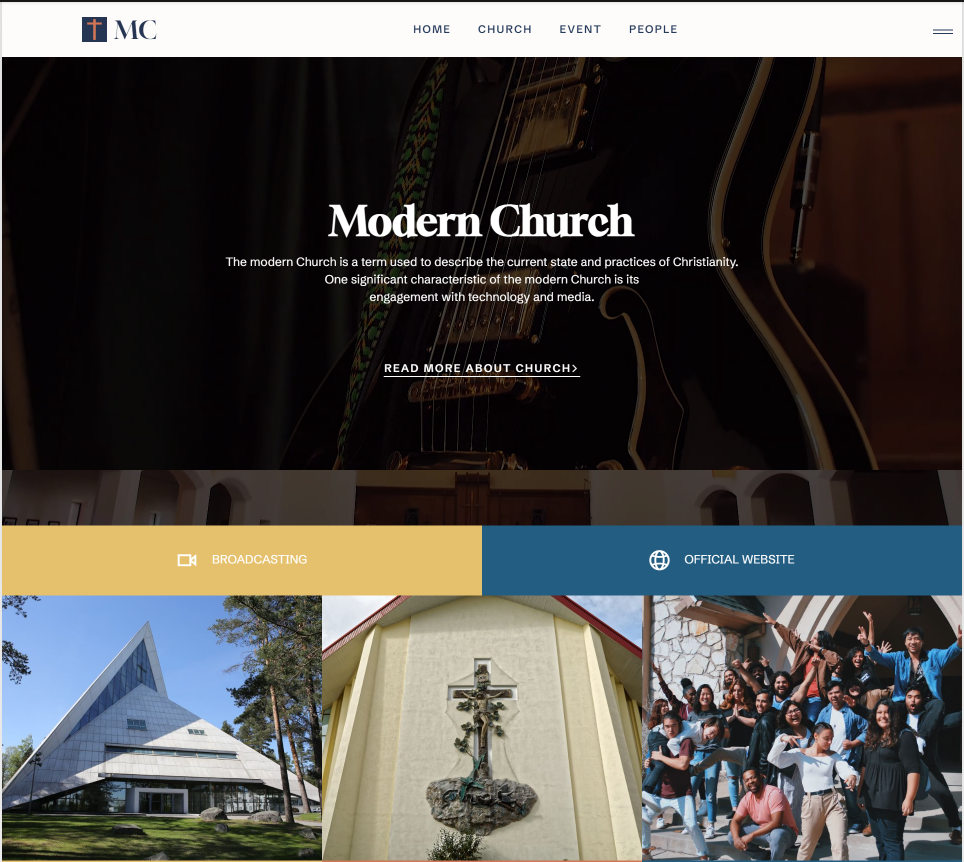 MC
HOME CHURCH EVENT PEOPLE
Modern Church
The modern Church is a term used to describe the current state and practices of Christianity.
One significant characteristic of the modern Church is its
engagement with technology and media.
READ MORE ABOUT CHURCH>
BROADCASTING
OFFICIAL WEBSITE